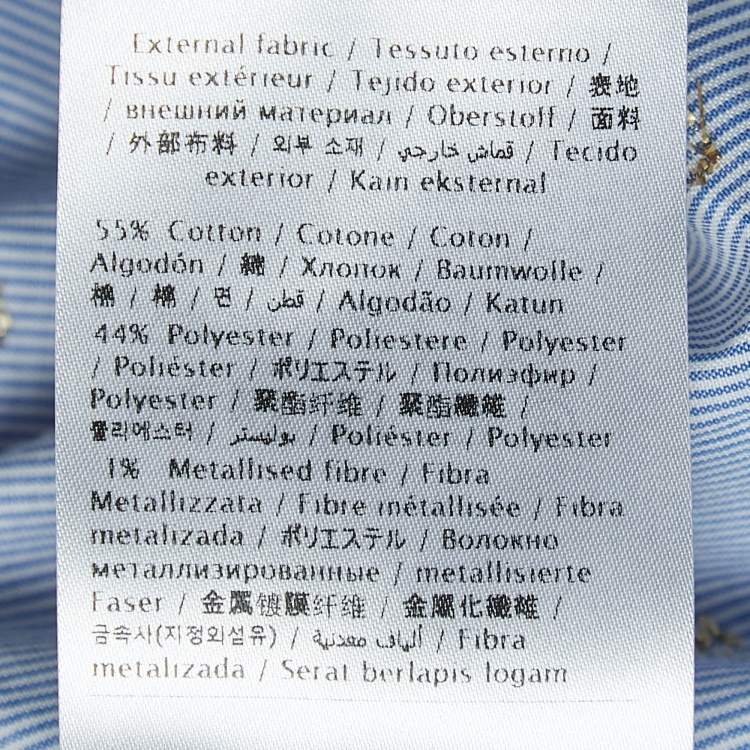 External fabric / Tessuto esterno /
Tissu extérieur / Tejido exterior / 表地
/ внешний материал / Oberstoff / 面料
/ 外部布料 / 외부 소재 / قماش خارجي / Tecido
exterior / Kain eksternal
55% Cotton / Cotone / Coton /
Algodón / 綿 / Хлопок / Baumwolle /
棉 / 棉 / 면 / قطن / Algodão / Katun
44% Polyester / Poliestere / Polyester
/ Poliéster / ポリエステル / Полиэфир /
Polyester / 聚酯纤维 / 聚酯纖維 /
폴리에스터 / بوليستر / Poliéster / Polyester
1% Metallised fibre / Fibra
Metallizzata / Fibre métallisée / Fibra
metalizada / ポリエステル / Волокно
металлизированные / metallisierte
Faser / 金属镀膜纤维 / 金屬化纖維 /
금속사(지정외섬유) / ألياف معدنية / Fibra
metalizada / Serat berlapis logam